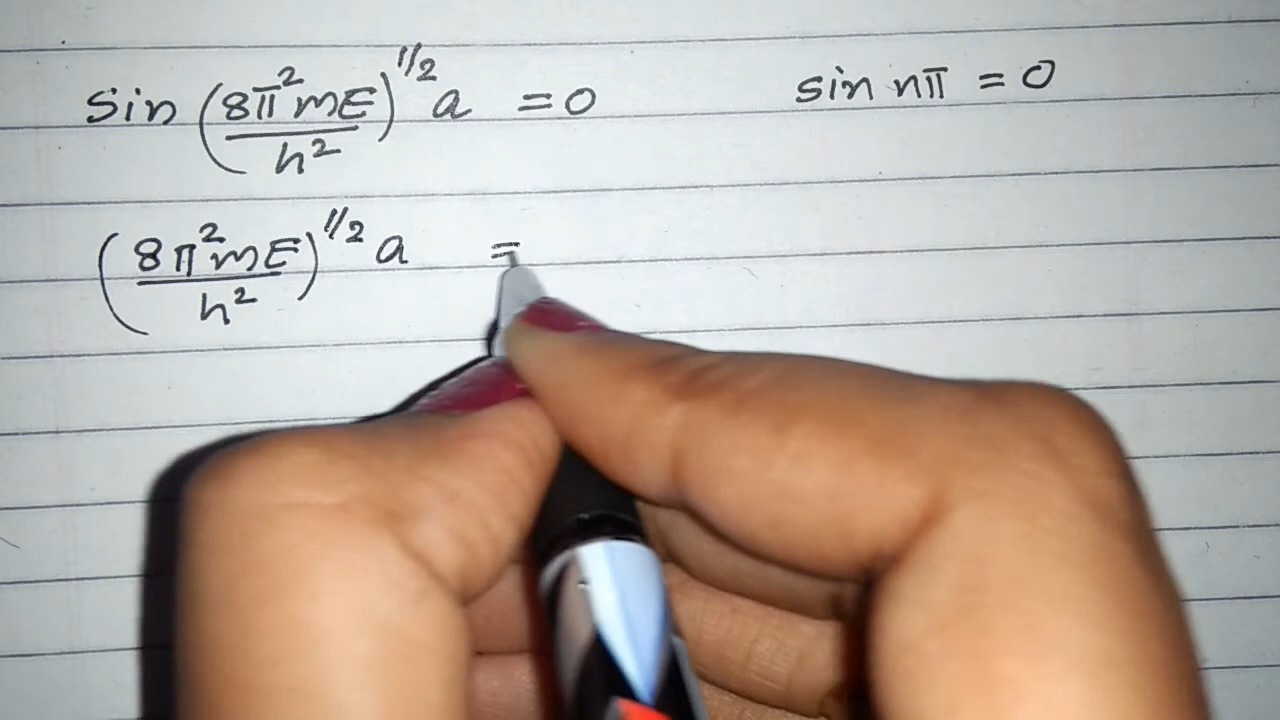 Sin (8π²mE/h²)^1/2 a = 0 sin nπ = 0
(8π²mE/h²)^1/2 a =